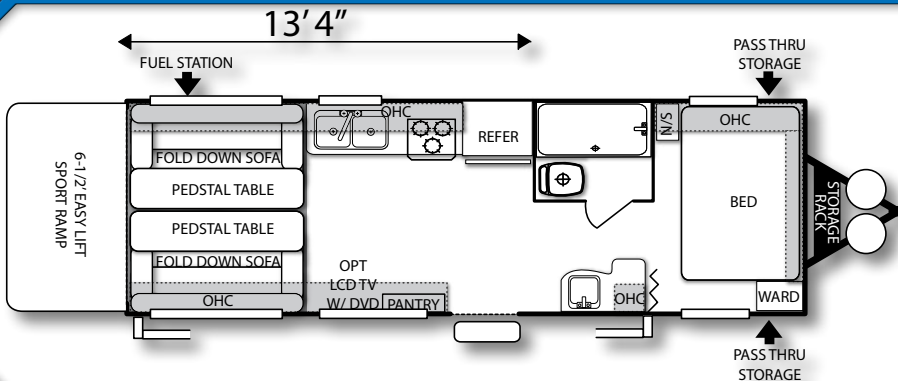 13' 4"
FUEL STATION
PASS THRU
STORAGE
6-1/2' EASY LIFT
SPORT RAMP
OHC
REFER
S/N
OHC
FOLD DOWN SOFA
PEDSTAL TABLE
PEDSTAL TABLE
FOLD DOWN SOFA
OHC
OPT
LCD TV
W/ DVD
PANTRY
BED
STORAGE
RACK
OHC
WARD
PASS THRU
STORAGE